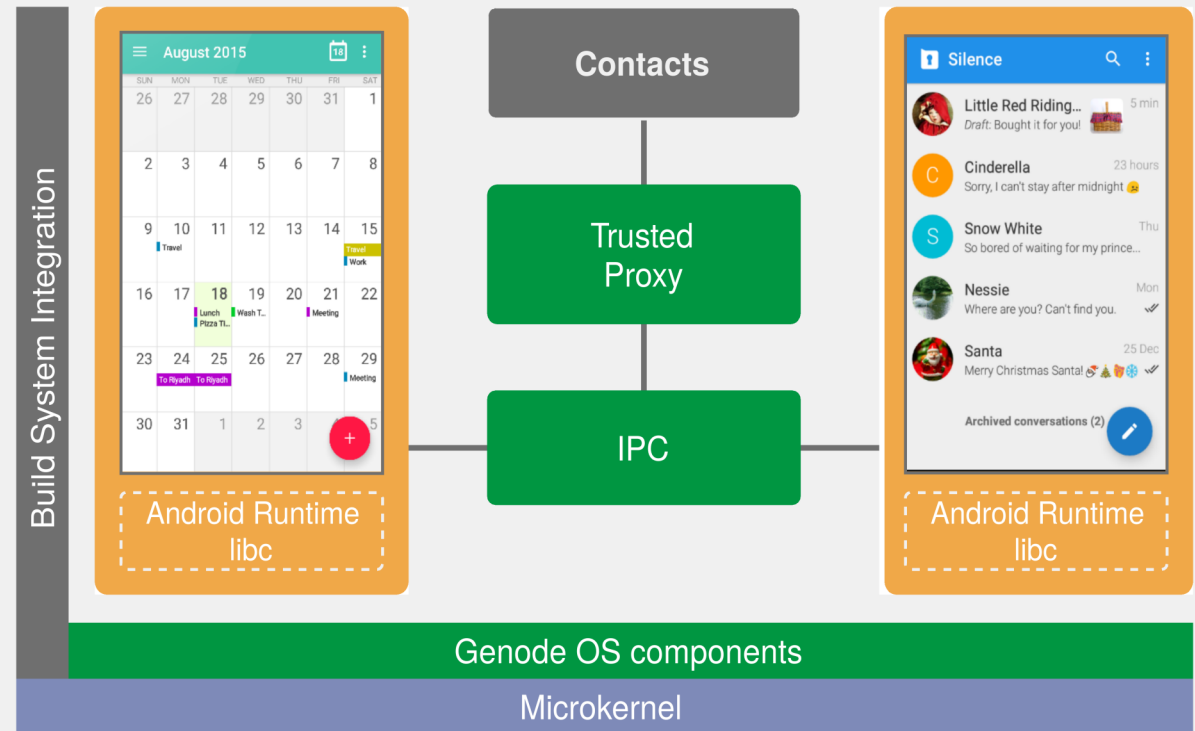 Build System Integration
August 2015
18
SUN MON TUE WED THU FRI SAT
26 27 28 29 30 31 1
2 3 4 5 6 7 8
9 10 11 12 13 14 15
Travel Travel
Work
16 17 18 19 20 21 22
Lunch Wash T... Meeting
Pizza Ti...
23 24 25 26 27 28 29
To Riyadh To Riyadh Meeting
30 31 1 2 3 5
+
Android Runtime
libc
Contacts
Trusted
Proxy
IPC
Silence
Little Red Riding... 5 min
Draft: Bought it for you!
C
Cinderella 23 hours
Sorry, I can't stay after midnight
S
Snow White Thu
So bored of waiting for my prince...
Nessie Mon
Where are you? Can't find you.
Santa 25 Dec
Merry Christmas Santa!
Archived conversations (2)
Android Runtime
libc
Genode OS components
Microkernel